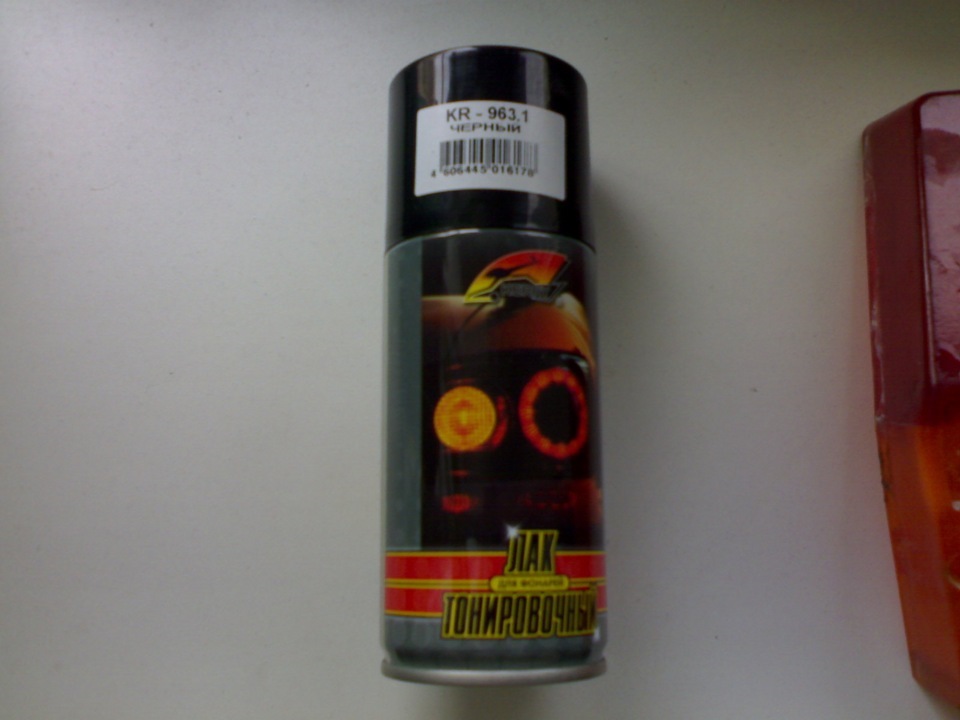 KR - 963.1
ЧЕРНЫЙ
4 606445 016178
ЛАК
ДЛЯ ФОНАРЕЙ
ТОНИРОВОЧНЫЙ